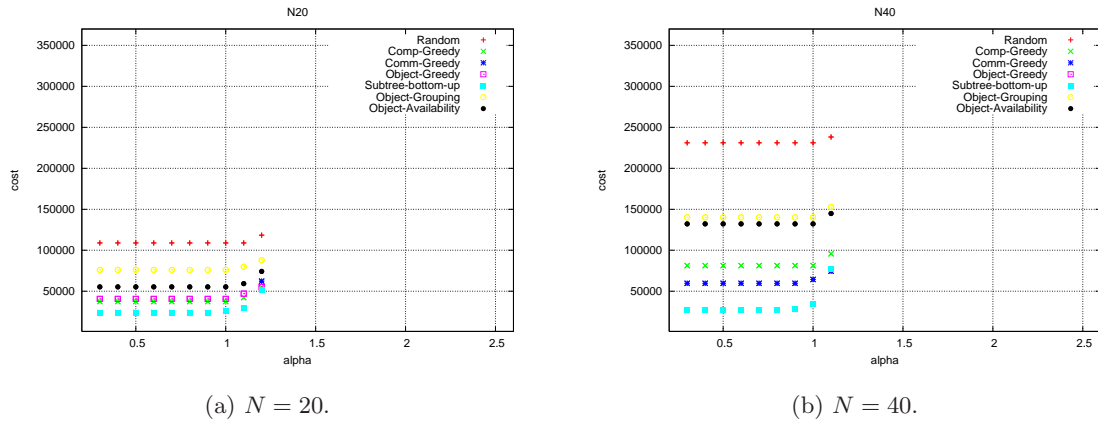 N20
350000
300000
250000
200000
150000
100000
50000
cost
0.5 1 1.5 2 2.5
alpha
Random
Comp-Greedy
Comm-Greedy
Object-Greedy
Subtree-bottom-up
Object-Grouping
Object-Availability
(a) N = 20.
N40
350000
300000
250000
200000
150000
100000
50000
cost
0.5 1 1.5 2 2.5
alpha
Random
Comp-Greedy
Comm-Greedy
Object-Greedy
Subtree-bottom-up
Object-Grouping
Object-Availability
(b) N = 40.